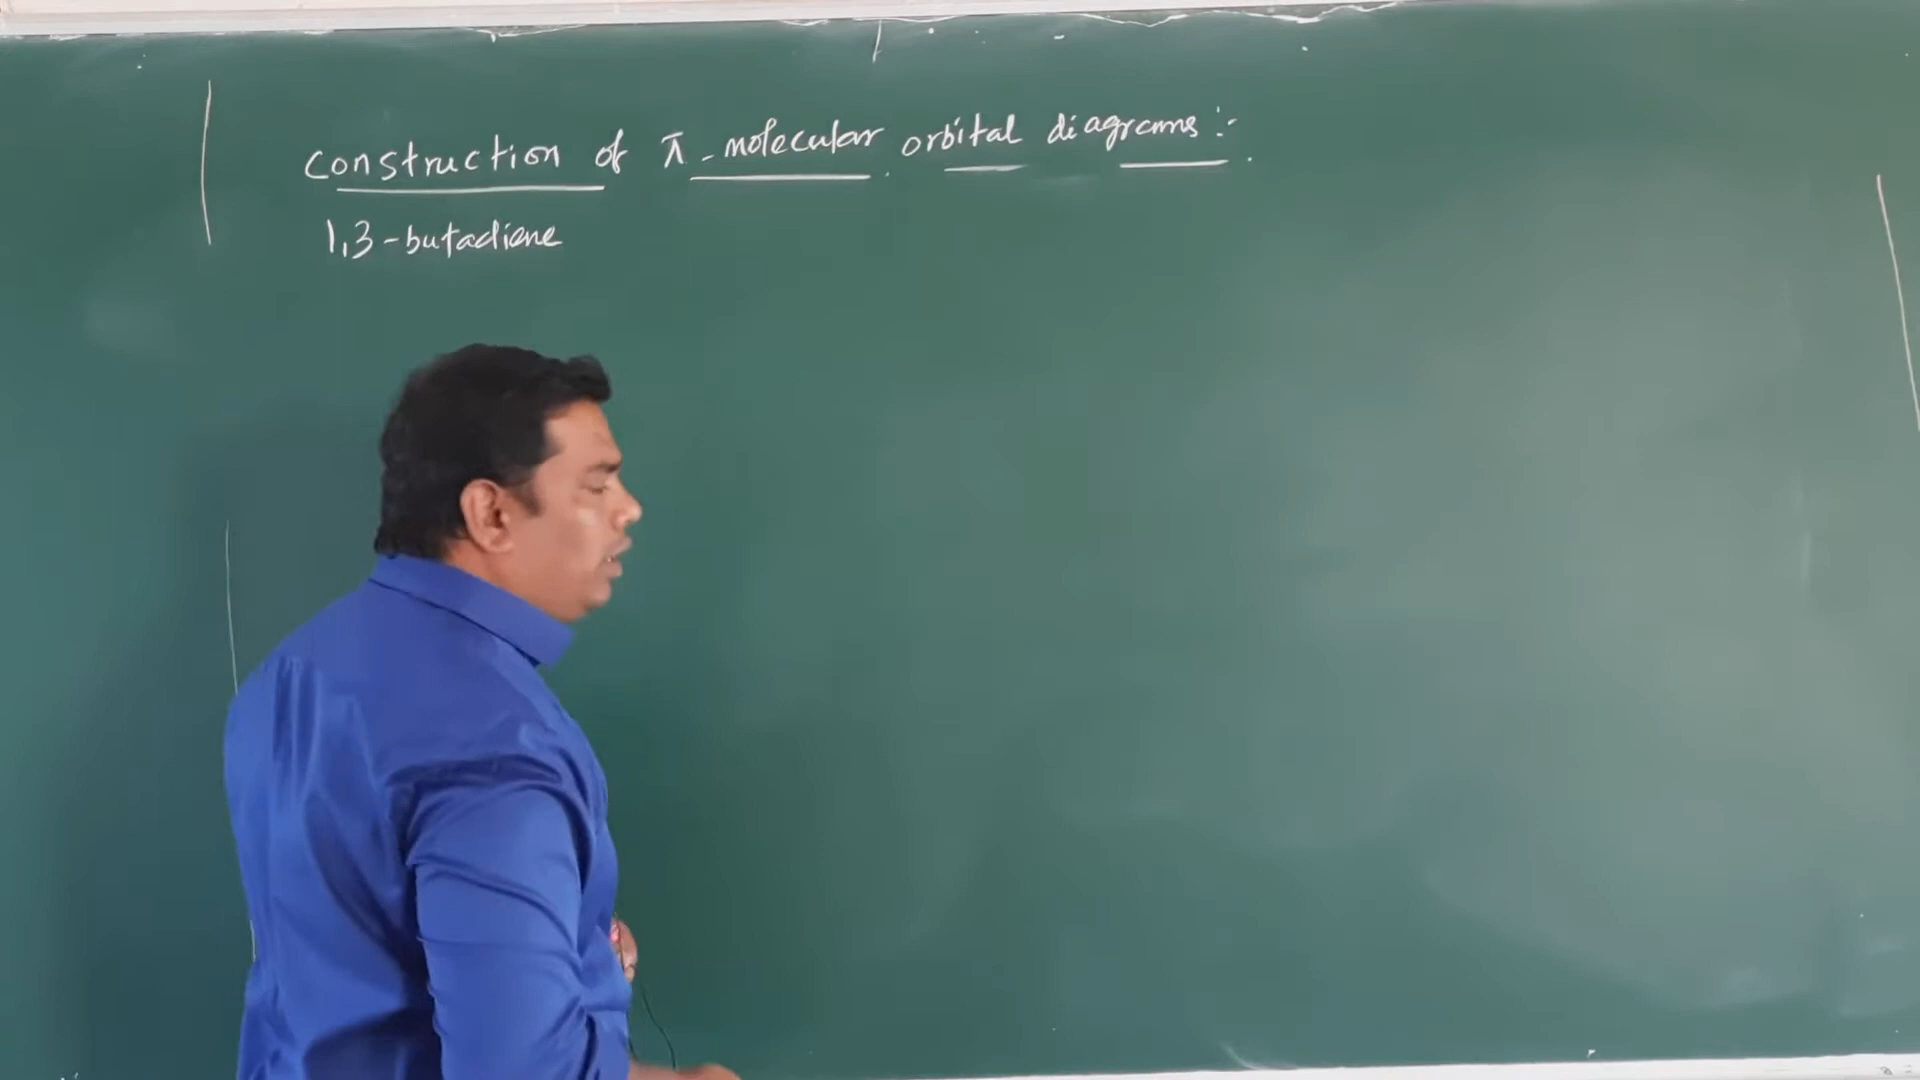 Construction of π-molecular orbital diagrams:-
1,3-butadiene